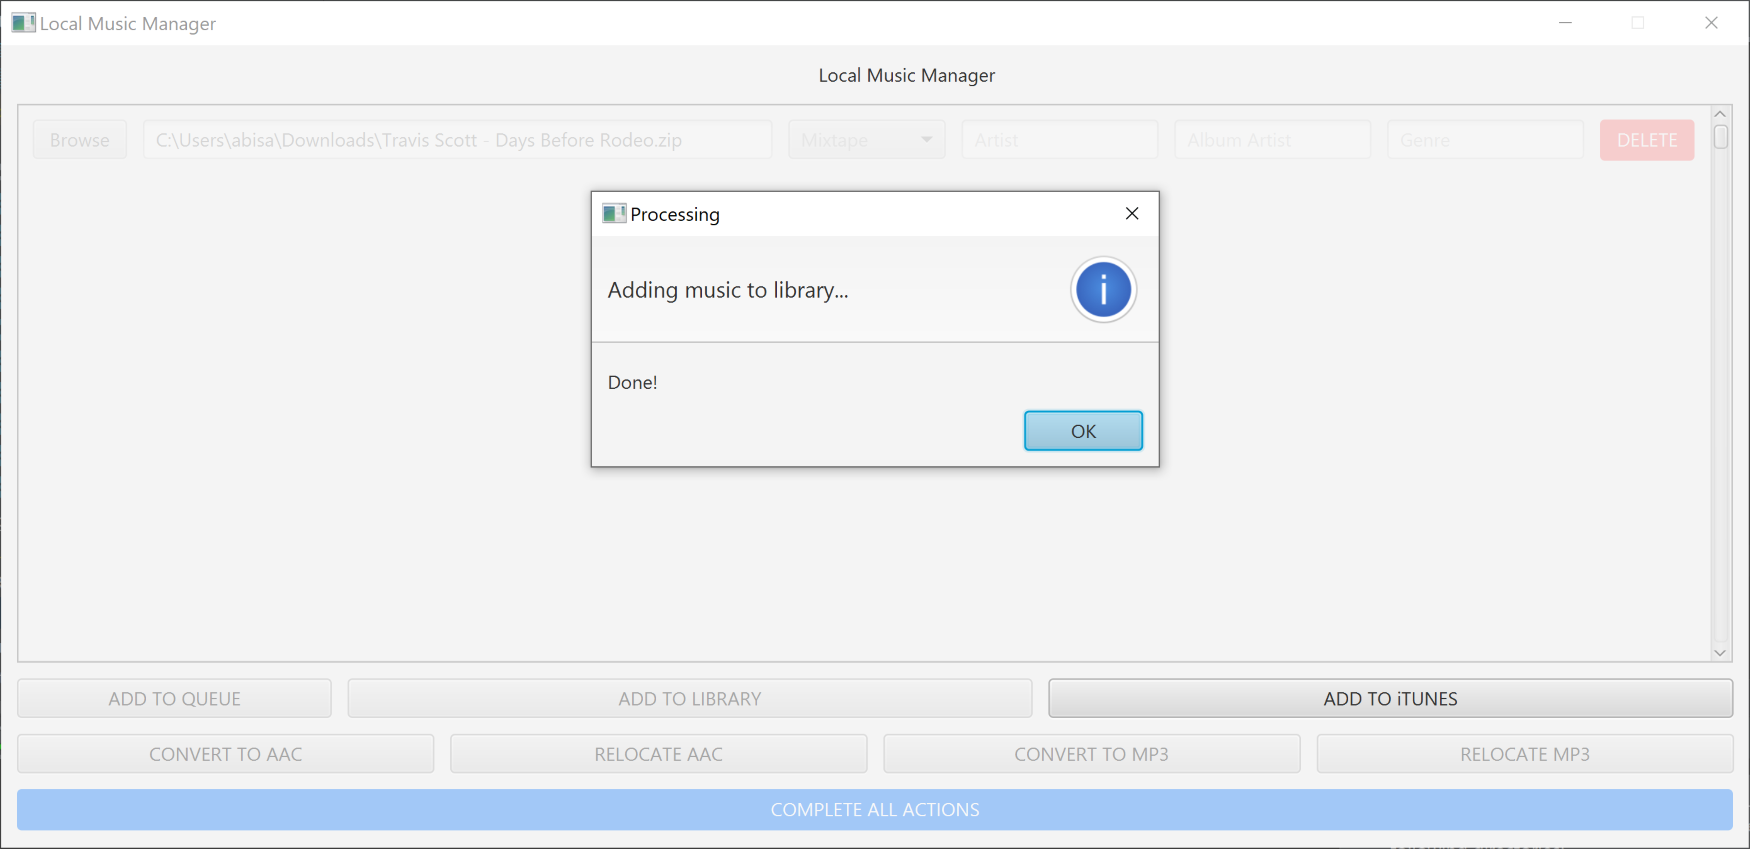 Local Music Manager
Local Music Manager
Browse
C:\Users\abisa\Downloads\Travis Scott - Days Before Rodeo.zip
Mixtape
Artist
Album Artist
Genre
DELETE
Processing
Adding music to library...
Done!
OK
ADD TO QUEUE
ADD TO LIBRARY
ADD TO iTUNES
CONVERT TO AAC
RELOCATE AAC
CONVERT TO MP3
RELOCATE MP3
COMPLETE ALL ACTIONS